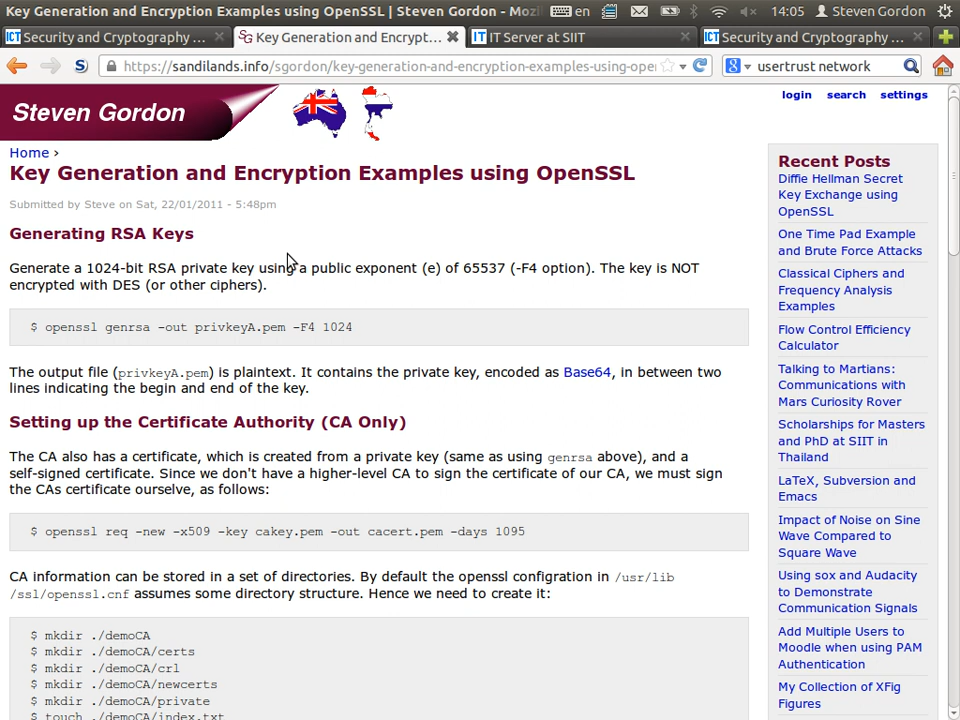 Key Generation and Encryption Examples using OpenSSL | Steven Gordon - Mozi
en
14:05
Steven Gordon
ICT Security and Cryptography ...
SG Key Generation and Encrypt...
IT IT Server at SIIT
ICT Security and Cryptography ...
https://sandilands.info/sgordon/key-generation-and-encryption-examples-using-ope
usertrust network
Steven Gordon
login search settings
Home ›
Key Generation and Encryption Examples using OpenSSL
Submitted by Steve on Sat, 22/01/2011 - 5:48pm
Generating RSA Keys
Generate a 1024-bit RSA private key using a public exponent (e) of 65537 (-F4 option). The key is NOT
encrypted with DES (or other ciphers).
$ openssl genrsa -out privkeyA.pem -F4 1024
The output file (privkeyA.pem) is plaintext. It contains the private key, encoded as Base64, in between two
lines indicating the begin and end of the key.
Setting up the Certificate Authority (CA Only)
The CA also has a certificate, which is created from a private key (same as using genrsa above), and a
self-signed certificate. Since we don't have a higher-level CA to sign the certificate of our CA, we must sign
the CAs certificate ourselve, as follows:
$ openssl req -new -x509 -key cakey.pem -out cacert.pem -days 1095
CA information can be stored in a set of directories. By default the openssl configration in /usr/lib
/ssl/openssl.cnf assumes some directory structure. Hence we need to create it:
$ mkdir ./demoCA
$ mkdir ./demoCA/certs
$ mkdir ./demoCA/crl
$ mkdir ./demoCA/newcerts
$ mkdir ./demoCA/private
$ touch ./demoCA/index.txt
Recent Posts
Diffie Hellman Secret
Key Exchange using
OpenSSL
One Time Pad Example
and Brute Force Attacks
Classical Ciphers and
Frequency Analysis
Examples
Flow Control Efficiency
Calculator
Talking to Martians:
Communications with
Mars Curiosity Rover
Scholarships for Masters
and PhD at SIIT in
Thailand
LaTeX, Subversion and
Emacs
Impact of Noise on Sine
Wave Compared to
Square Wave
Using sox and Audacity
to Demonstrate
Communication Signals
Add Multiple Users to
Moodle when using PAM
Authentication
My Collection of XFig
Figures